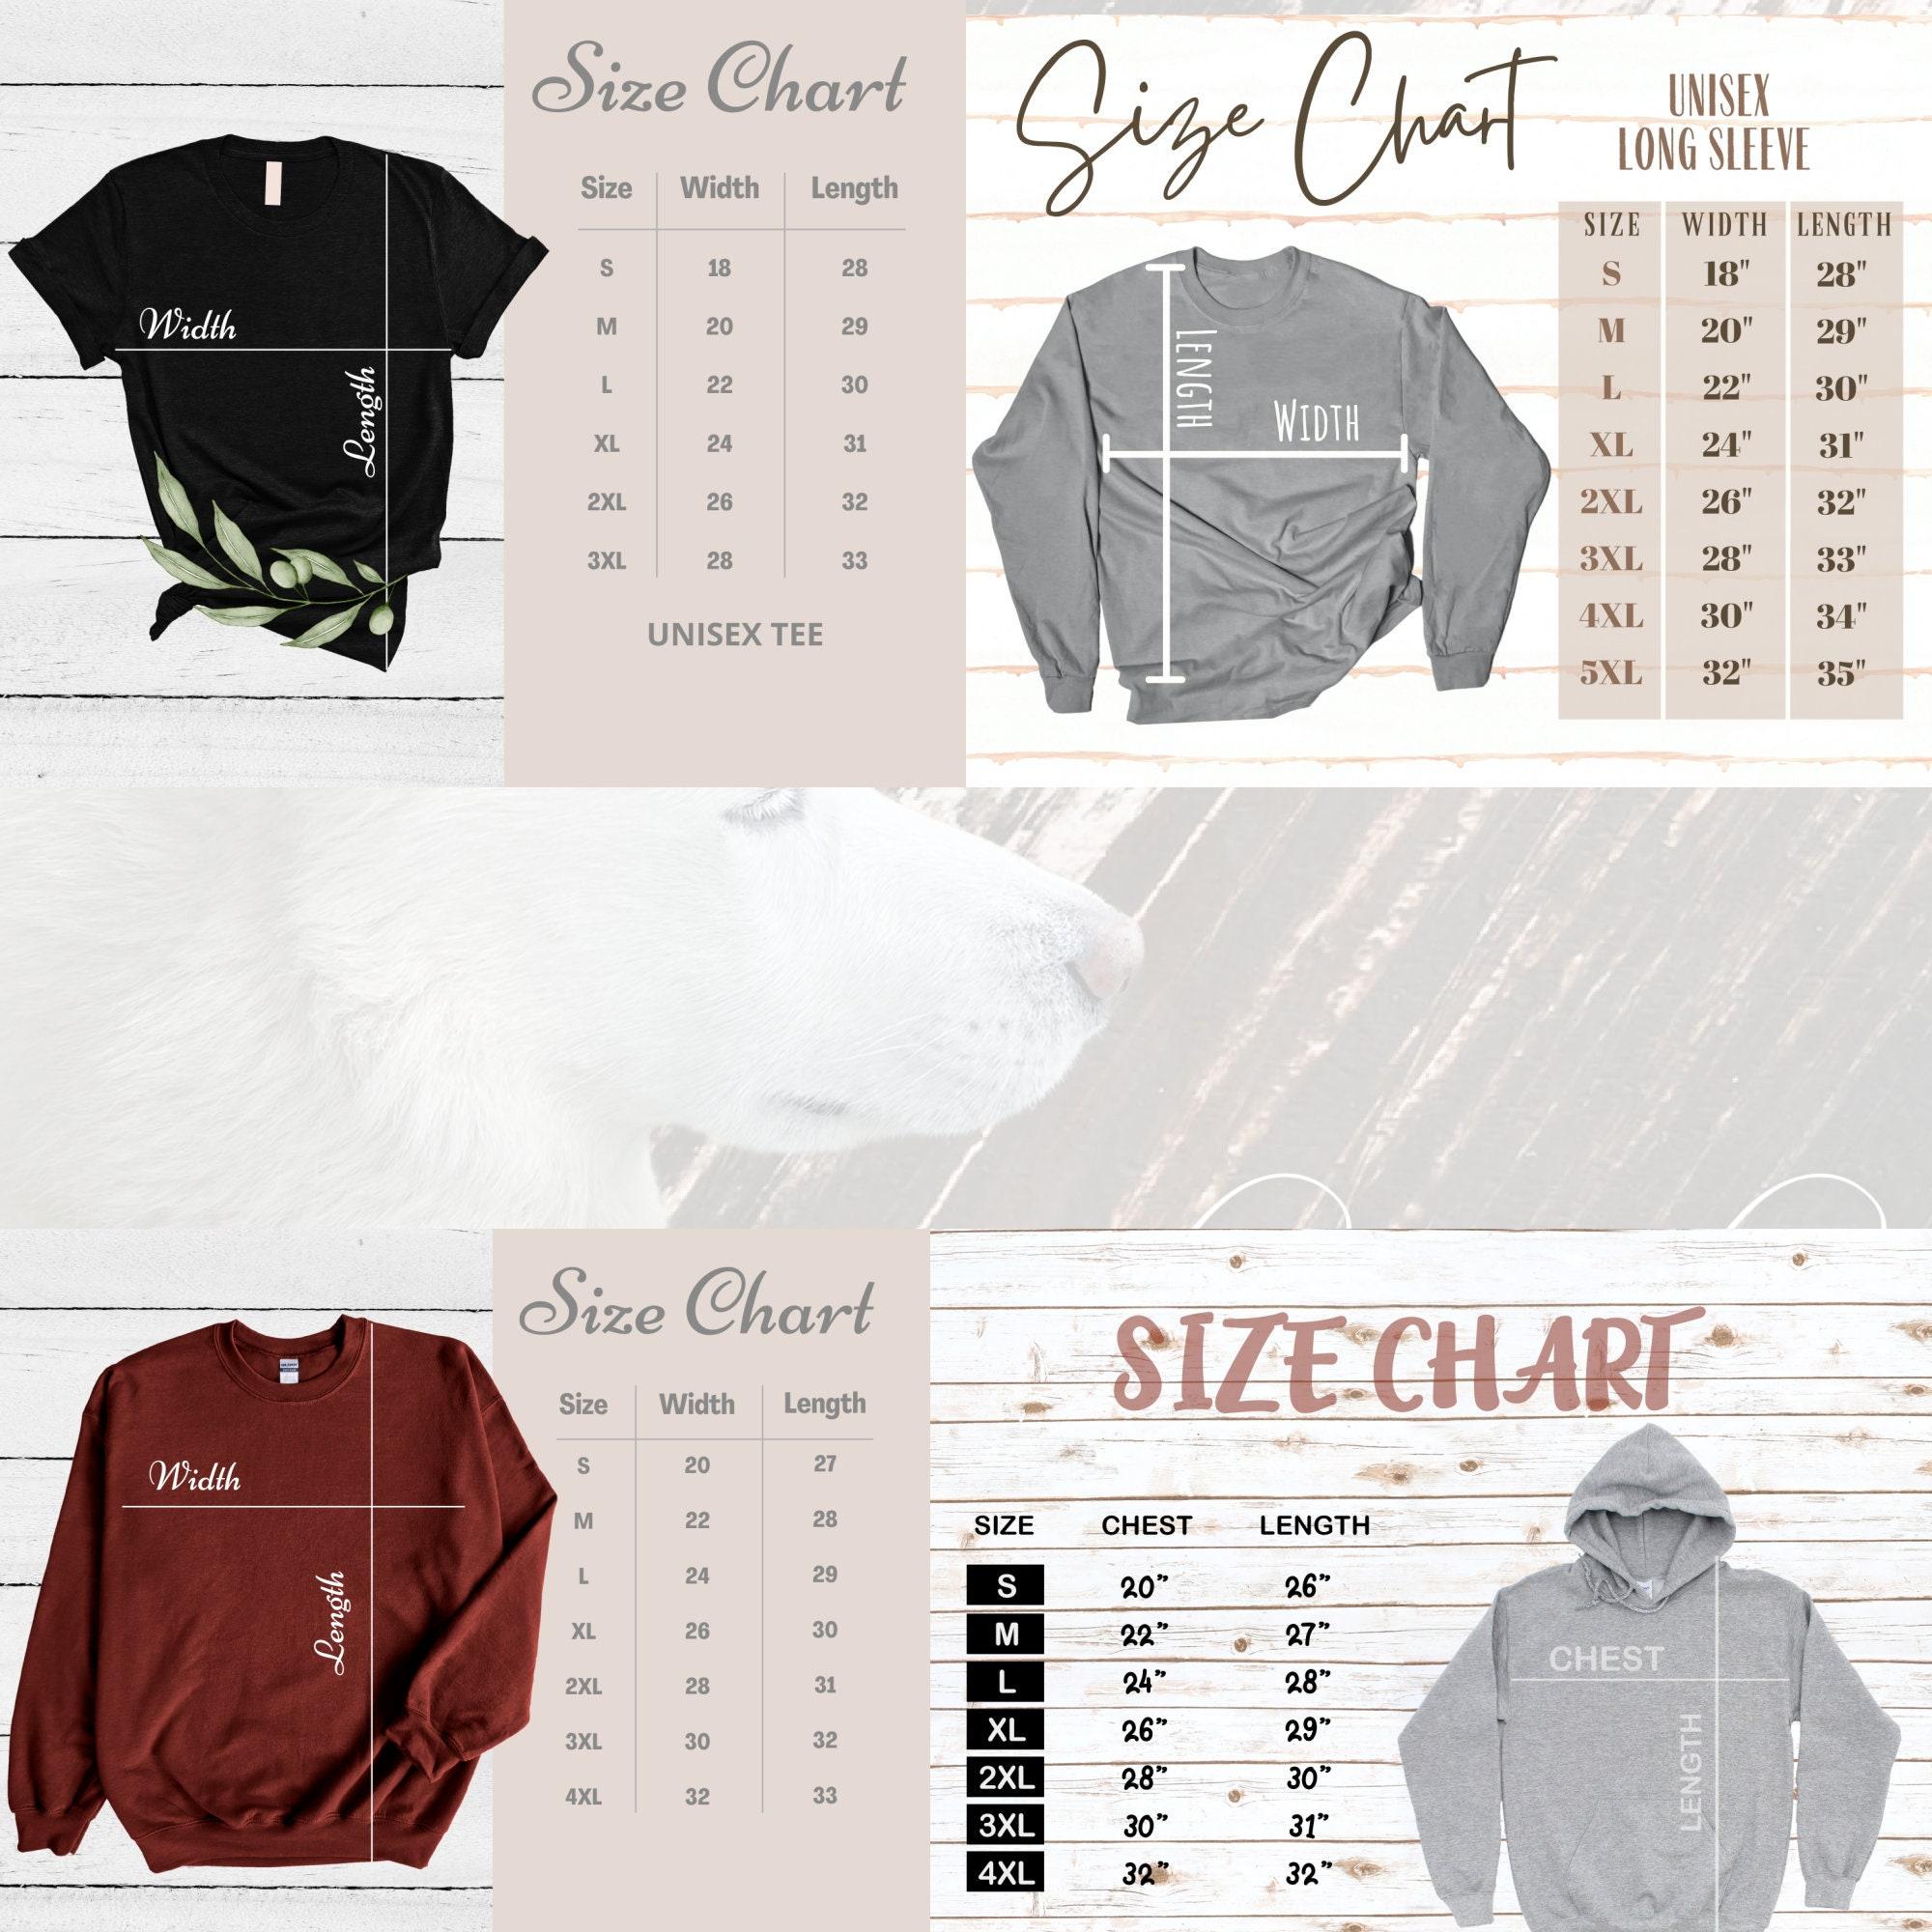 Size Chart
Size Width Length
S 18 28
M 20 29
L 22 30
XL 24 31
2XL 26 32
3XL 28 33
UNISEX TEE
Width
Length
Size Chart
UNISEX
LONG SLEEVE
SIZE WIDTH LENGTH
S 18" 28"
M 20" 29"
L 22" 30"
XL 24" 31"
2XL 26" 32"
3XL 28" 33"
4XL 30" 34"
5XL 32" 35"
LENGTH
WIDTH
Size Chart
Size Width Length
S 20 27
M 22 28
L 24 29
XL 26 30
2XL 28 31
3XL 30 32
4XL 32 33
Width
Length
SIZE CHART
SIZE CHEST LENGTH
S 20” 26”
M 22” 27”
L 24” 28”
XL 26” 29”
2XL 28” 30”
3XL 30” 31”
4XL 32” 32”
CHEST
LENGTH